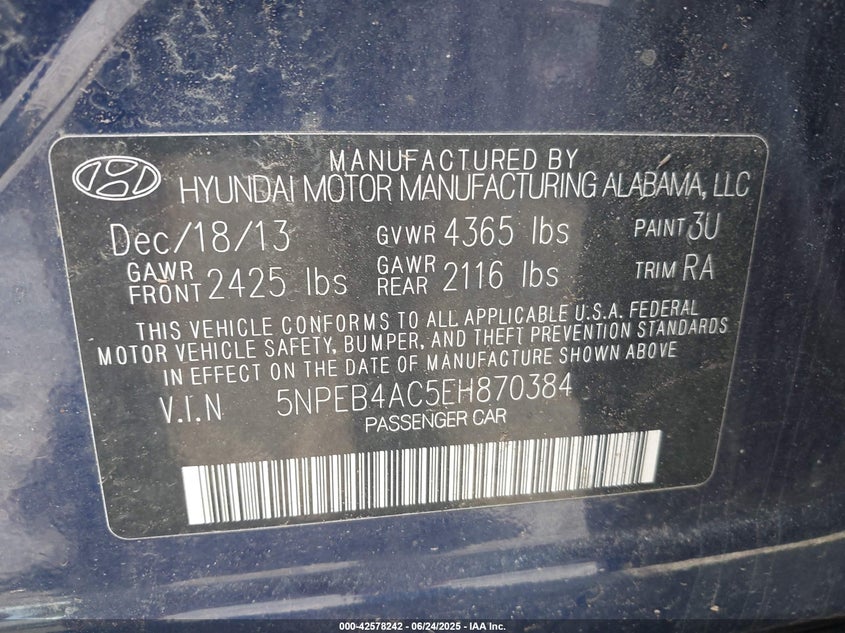 MANUFACTURED BY
HYUNDAI MOTOR MANUFACTURING ALABAMA, LLC
Dec/18/13 GVWR 4365 lbs PAINT 3U
GAWR FRONT 2425 lbs GAWR REAR 2116 lbs TRIM RA
THIS VEHICLE CONFORMS TO ALL APPLICABLE U.S.A. FEDERAL
MOTOR VEHICLE SAFETY, BUMPER, AND THEFT PREVENTION STANDARDS
IN EFFECT ON THE DATE OF MANUFACTURE SHOWN ABOVE
V.I.N 5NPEB4AC5EH870384
PASSENGER CAR
000-42578242 - 06/24/2025 - IAA Inc.